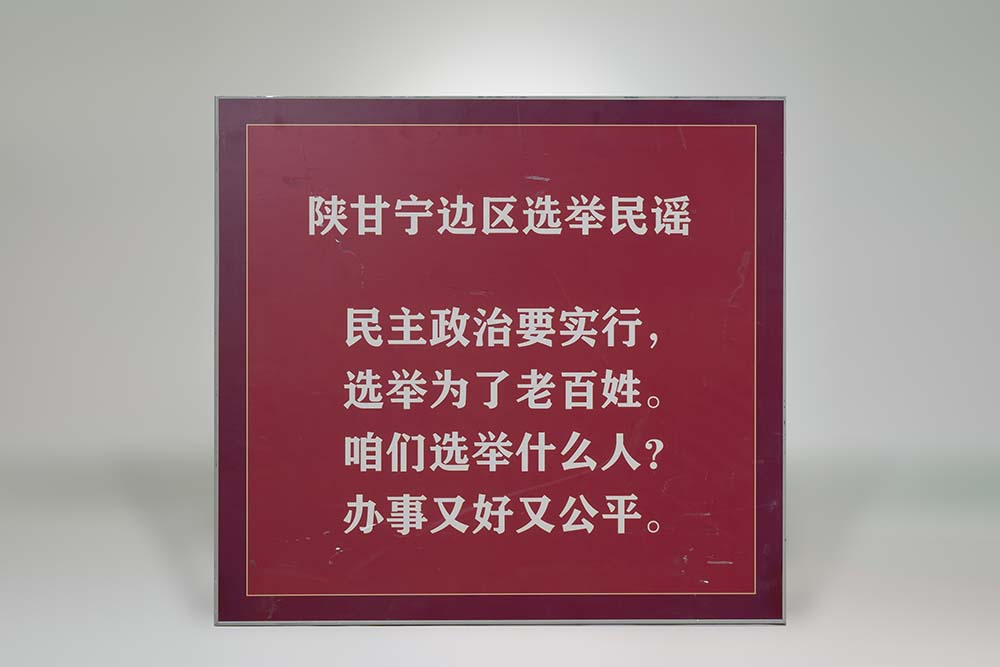 陕甘宁边区选举民谣
民主政治要实行，
选举为了老百姓。
咱们选举什么人？
办事又好又公平。